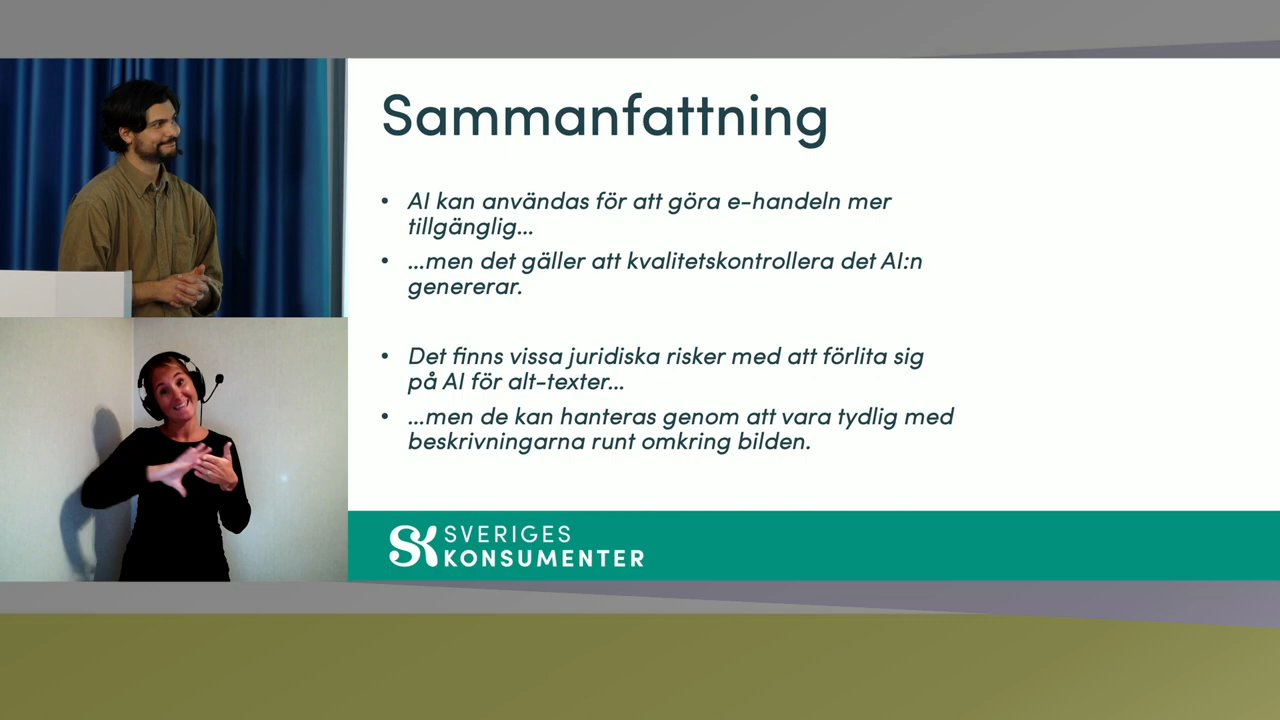 Sammanfattning
• AI kan användas för att göra e-handeln mer
tillgänglig...
• ...men det gäller att kvalitetskontrollera det AI:n
genererar.
• Det finns vissa juridiska risker med att förlita sig
på AI för alt-texter...
• ...men de kan hanteras genom att vara tydlig med
beskrivningarna runt omkring bilden.
SK SVERIGES
KONSUMENTER